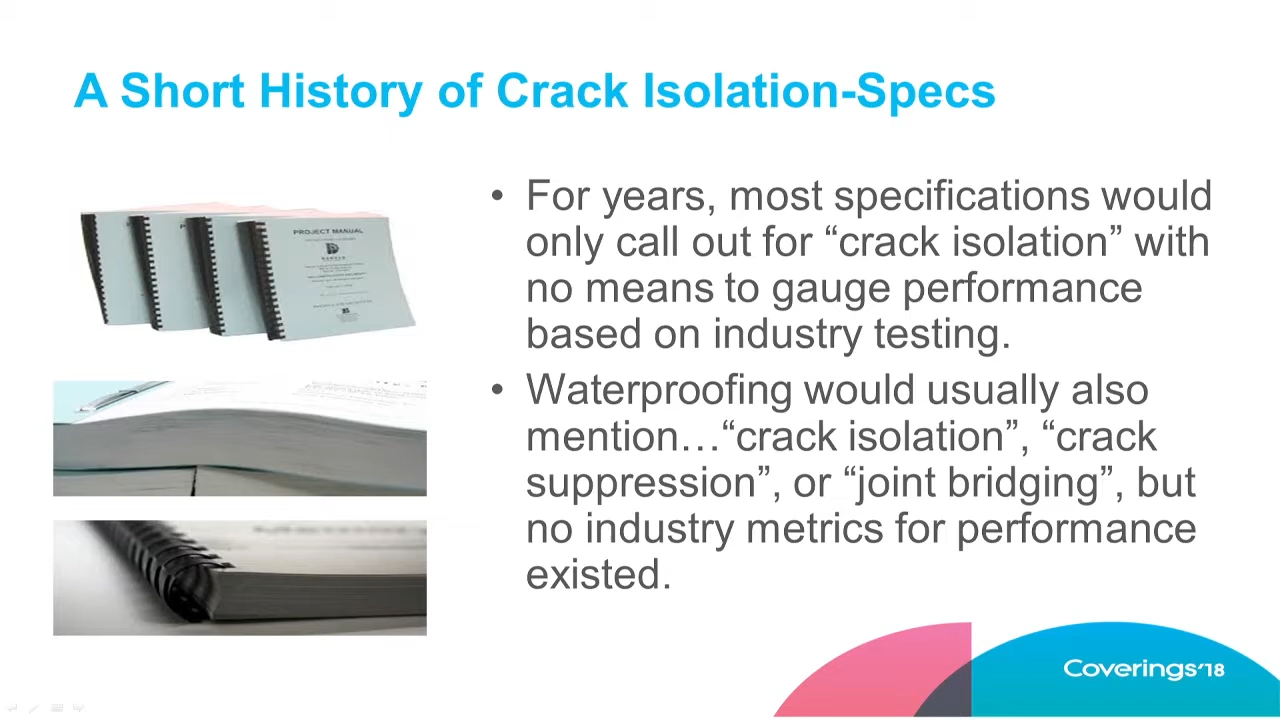 A Short History of Crack Isolation-Specs
PROJECT MANUAL
• For years, most specifications would
only call out for “crack isolation” with
no means to gauge performance
based on industry testing.
• Waterproofing would usually also
mention…“crack isolation”, “crack
suppression”, or “joint bridging”, but
no industry metrics for performance
existed.
Coverings’18